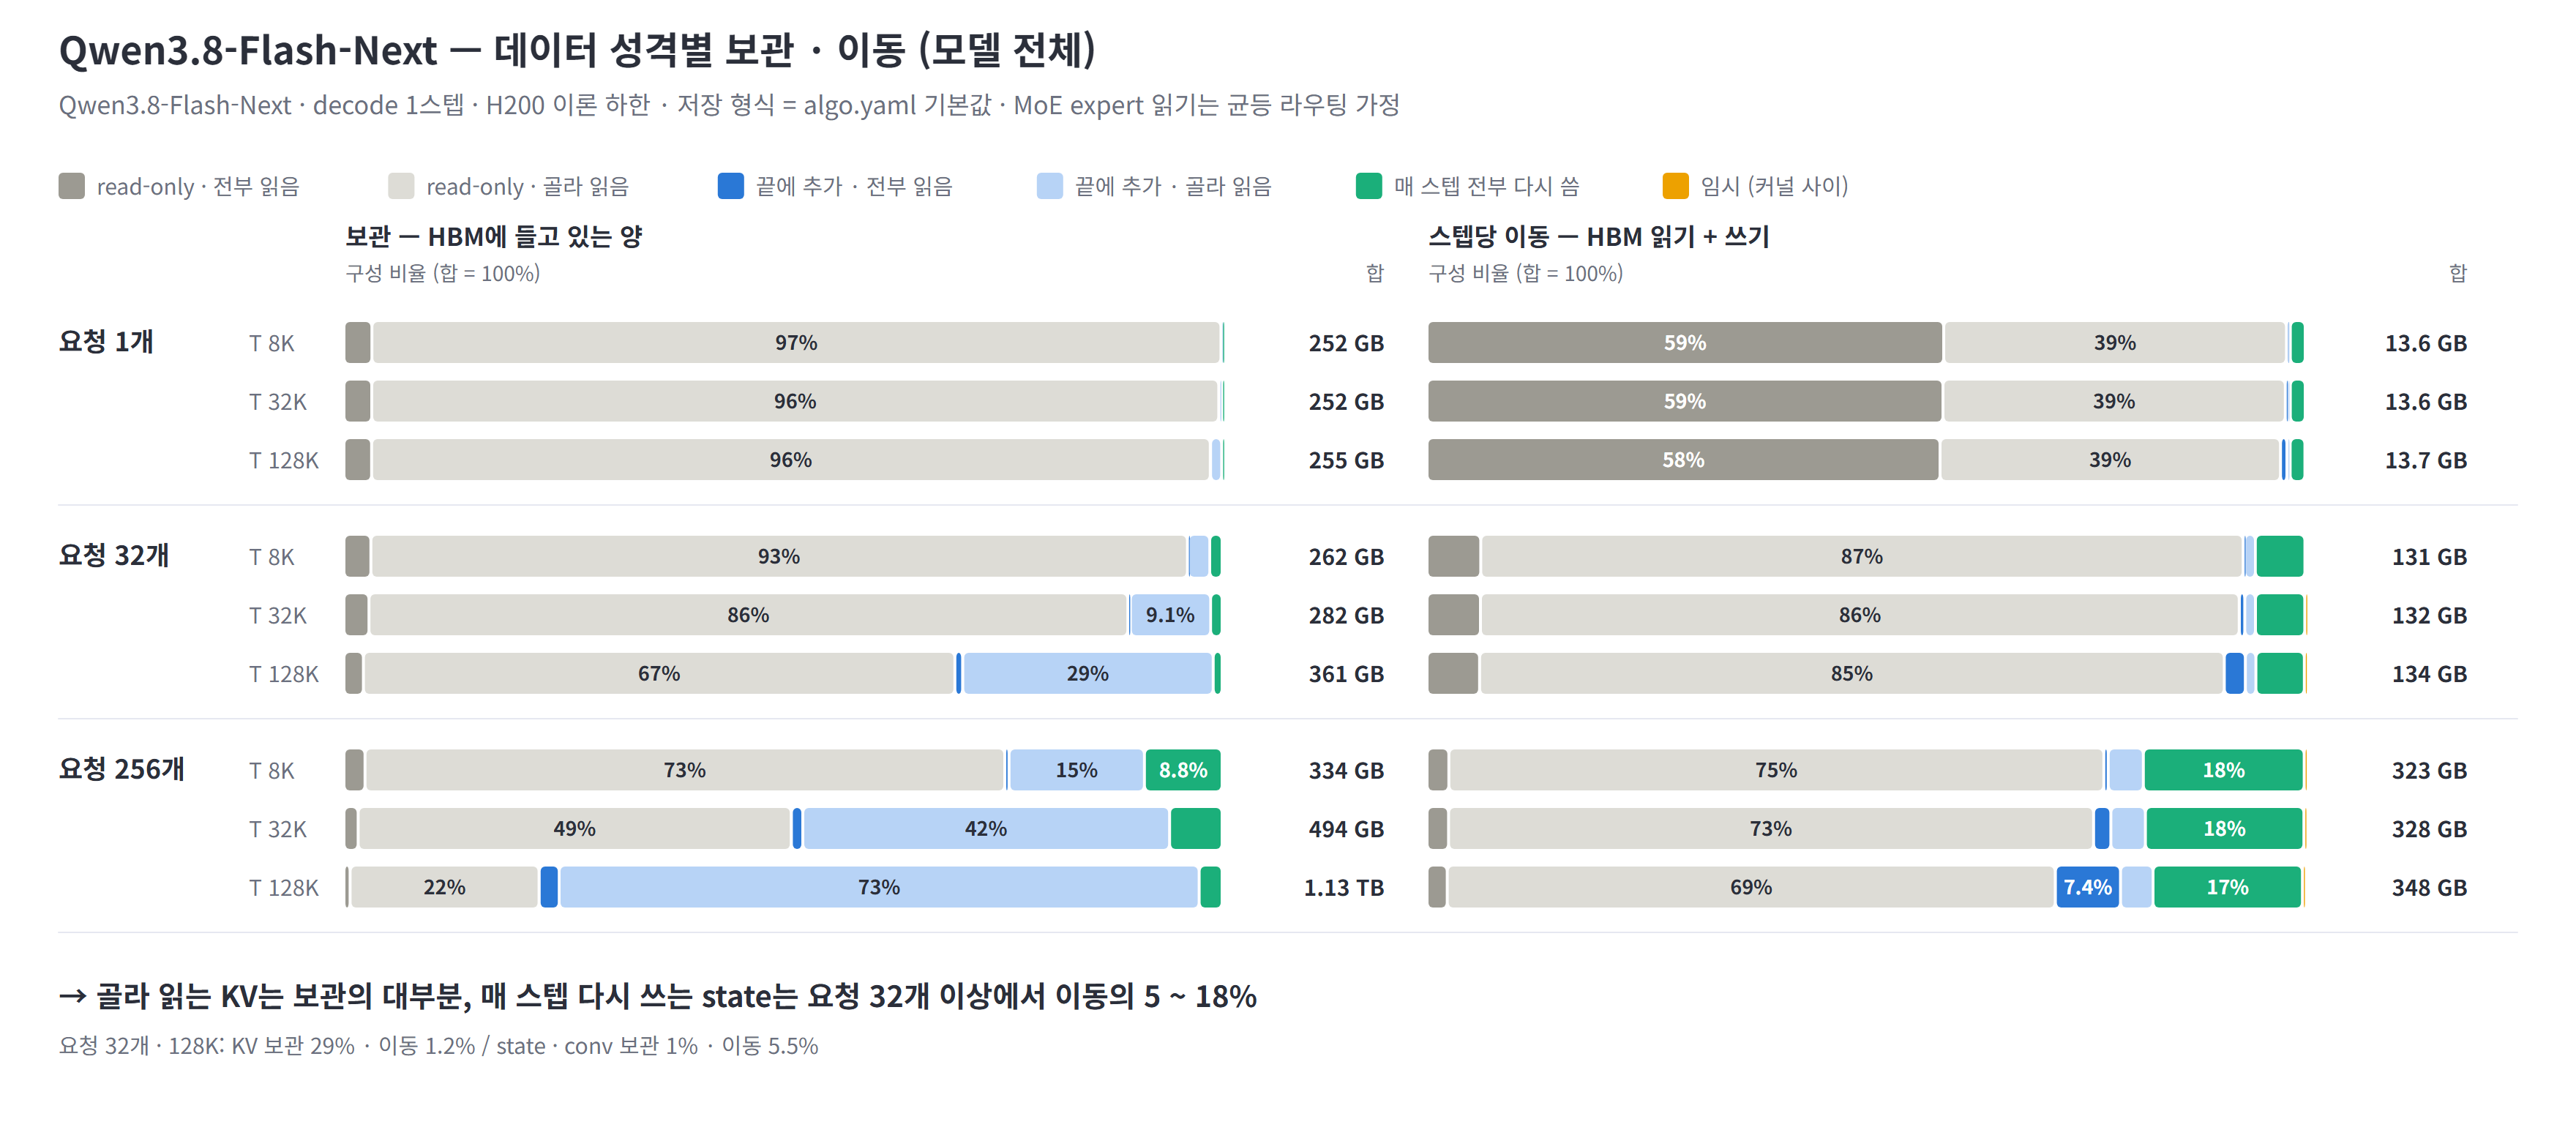 Qwen3.8-Flash-Next — 데이터 성격별 보관 · 이동 (모델 전체)
Qwen3.8-Flash-Next · decode 1스텝 · H200 이론 하한 · 저장 형식 = algo.yaml 기본값 · MoE expert 읽기는 균등 라우팅 가정
read-only · 전부 읽음 read-only · 골라 읽음 끝에 추가 · 전부 읽음 끝에 추가 · 골라 읽음 매 스텝 전부 다시 씀 임시 (커널 사이)
보관 — HBM에 들고 있는 양 스텝당 이동 — HBM 읽기 + 쓰기
구성 비율 (합 = 100%) 합 구성 비율 (합 = 100%) 합
요청 1개 T 8K 97% 252 GB 59% 39% 13.6 GB
T 32K 96% 252 GB 59% 39% 13.6 GB
T 128K 96% 255 GB 58% 39% 13.7 GB
요청 32개 T 8K 93% 262 GB 87% 131 GB
T 32K 86% 9.1% 282 GB 86% 132 GB
T 128K 67% 29% 361 GB 85% 134 GB
요청 256개 T 8K 73% 15% 8.8% 334 GB 75% 18% 323 GB
T 32K 49% 42% 494 GB 73% 18% 328 GB
T 128K 22% 73% 1.13 TB 69% 7.4% 17% 348 GB
→ 골라 읽는 KV는 보관의 대부분, 매 스텝 다시 쓰는 state는 요청 32개 이상에서 이동의 5 ~ 18%
요청 32개 · 128K: KV 보관 29% · 이동 1.2% / state · conv 보관 1% · 이동 5.5%